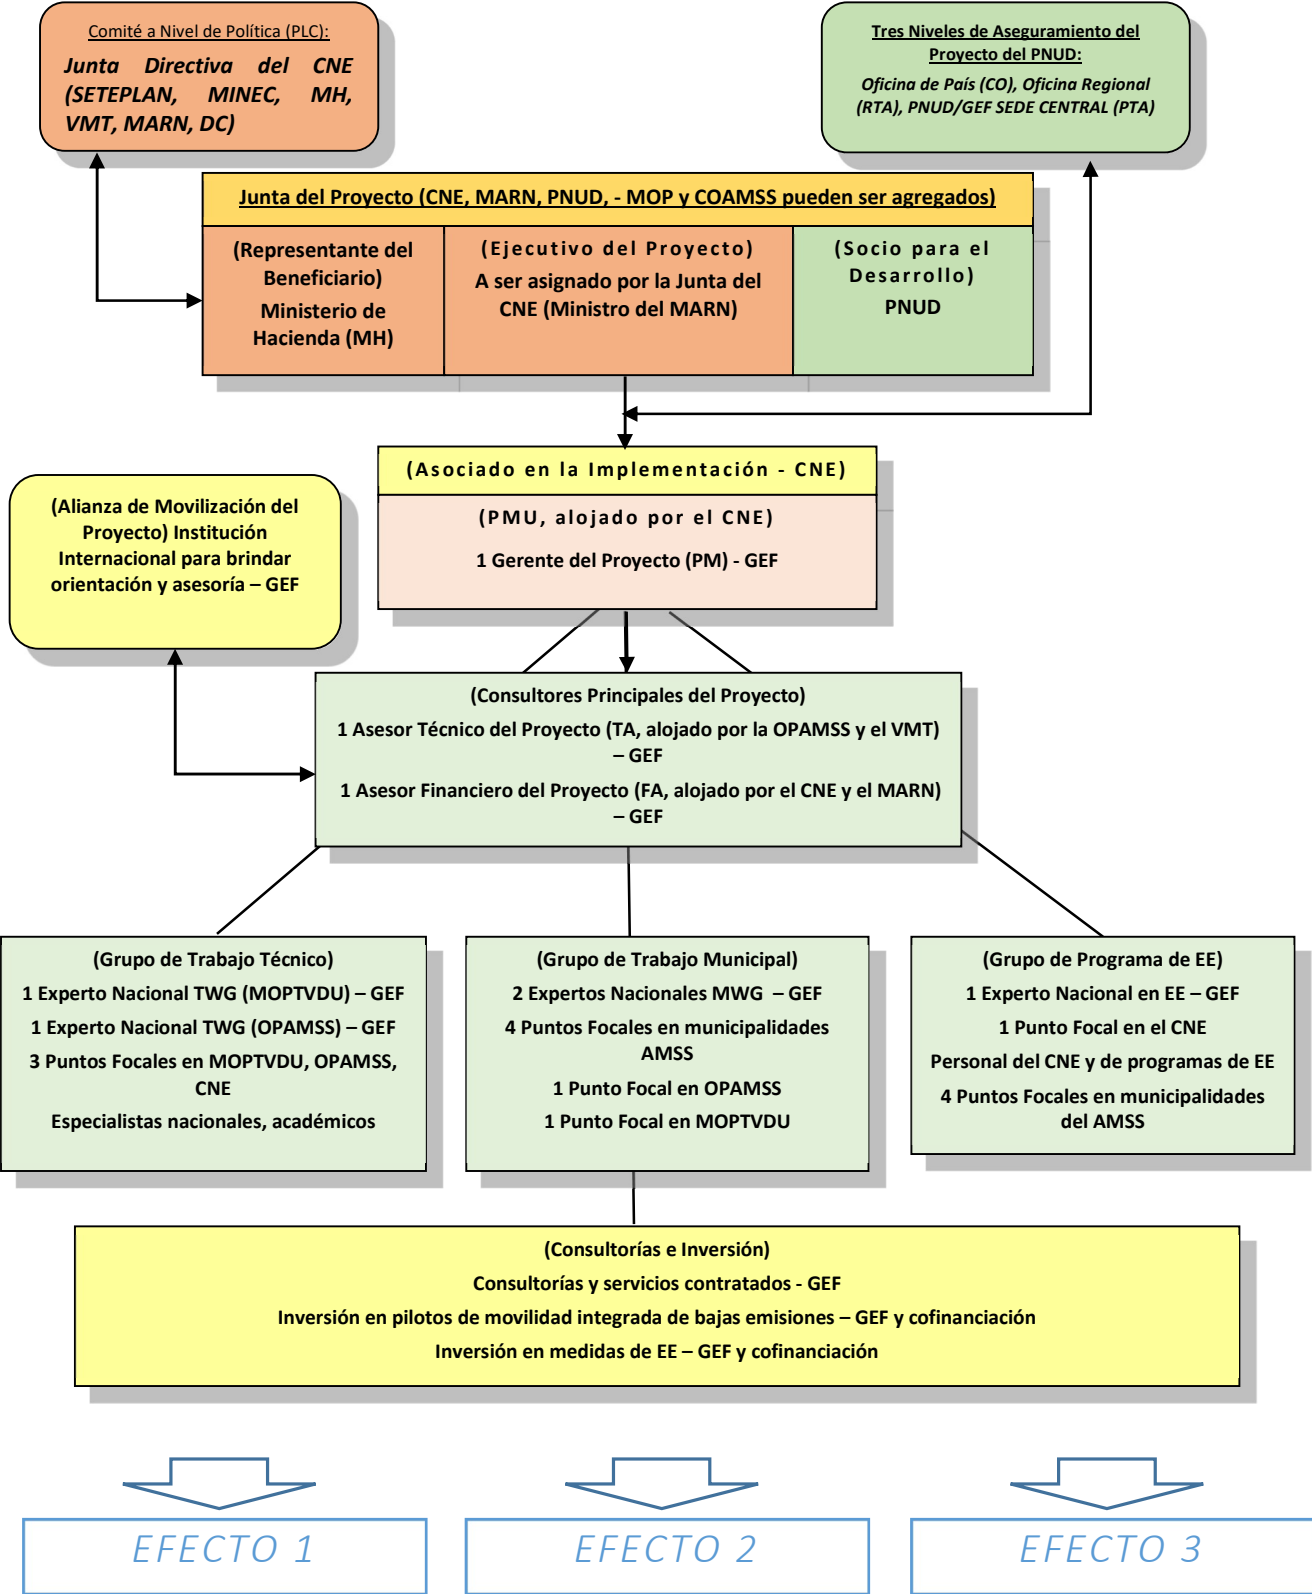 Comité a Nivel de Política (PLC):
Junta Directiva del CNE
(SETEPLAN, MINEC, MH,
VMT, MARN, DC)
Tres Niveles de Aseguramiento del
Proyecto del PNUD:
Oficina de País (CO), Oficina Regional
(RTA), PNUD/GEF SEDE CENTRAL (PTA)
Junta del Proyecto (CNE, MARN, PNUD, - MOP y COAMSS pueden ser agregados)
(Representante del
Beneficiario)
Ministerio de
Hacienda (MH)
(Ejecutivo del Proyecto)
A ser asignado por la Junta del
CNE (Ministro del MARN)
(Socio para el
Desarrollo)
PNUD
(Asociado en la Implementación - CNE)
(PMU, alojado por el CNE)
1 Gerente del Proyecto (PM) - GEF
(Alianza de Movilización del
Proyecto) Institución
Internacional para brindar
orientación y asesoría – GEF
(Consultores Principales del Proyecto)
1 Asesor Técnico del Proyecto (TA, alojado por la OPAMSS y el VMT)
– GEF
1 Asesor Financiero del Proyecto (FA, alojado por el CNE y el MARN)
– GEF
(Grupo de Trabajo Técnico)
1 Experto Nacional TWG (MOPTVDU) – GEF
1 Experto Nacional TWG (OPAMSS) – GEF
3 Puntos Focales en MOPTVDU, OPAMSS,
CNE
Especialistas nacionales, académicos
(Grupo de Trabajo Municipal)
2 Expertos Nacionales MWG – GEF
4 Puntos Focales en municipalidades
AMSS
1 Punto Focal en OPAMSS
1 Punto Focal en MOPTVDU
(Grupo de Programa de EE)
1 Experto Nacional en EE – GEF
1 Punto Focal en el CNE
Personal del CNE y de programas de EE
4 Puntos Focales en municipalidades
del AMSS
(Consultorías e Inversión)
Consultorías y servicios contratados - GEF
Inversión en pilotos de movilidad integrada de bajas emisiones – GEF y cofinanciación
Inversión en medidas de EE – GEF y cofinanciación
EFECTO 1
EFECTO 2
EFECTO 3